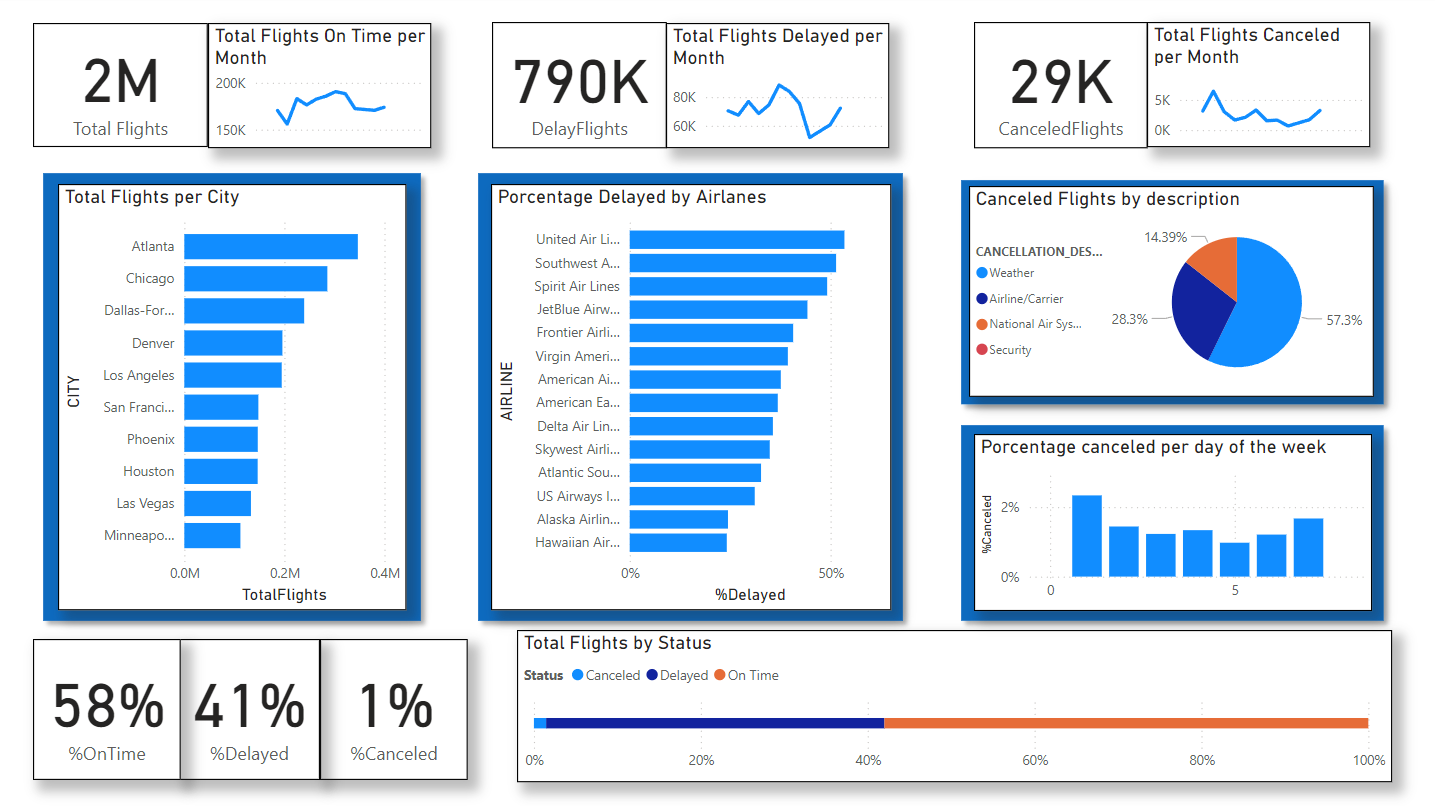 2M
Total Flights
Total Flights On Time per
Month
200K
150K
790K
DelayFlights
Total Flights Delayed per
Month
80K
60K
29K
CanceledFlights
Total Flights Canceled
per Month
5K
0K
Total Flights per City
CITY
Atlanta
Chicago
Dallas-For...
Denver
Los Angeles
San Franci...
Phoenix
Houston
Las Vegas
Minneapo...
0.0M 0.2M 0.4M
TotalFlights
Porcentage Delayed by Airlanes
AIRLINE
United Air Li...
Southwest A...
Spirit Air Lines
JetBlue Airw...
Frontier Airli...
Virgin Ameri...
American Ai...
American Ea...
Delta Air Lin...
Skywest Airli...
Atlantic Sou...
US Airways I...
Alaska Airlin...
Hawaiian Air...
0% 50%
%Delayed
Canceled Flights by description
CANCELLATION_DES...
Weather
Airline/Carrier
National Air Sys...
Security
14.39%
28.3%
57.3%
Porcentage canceled per day of the week
%Canceled
2%
0%
0 5
58%
%OnTime
41%
%Delayed
1%
%Canceled
Total Flights by Status
Status Canceled Delayed On Time
0% 20% 40% 60% 80% 100%